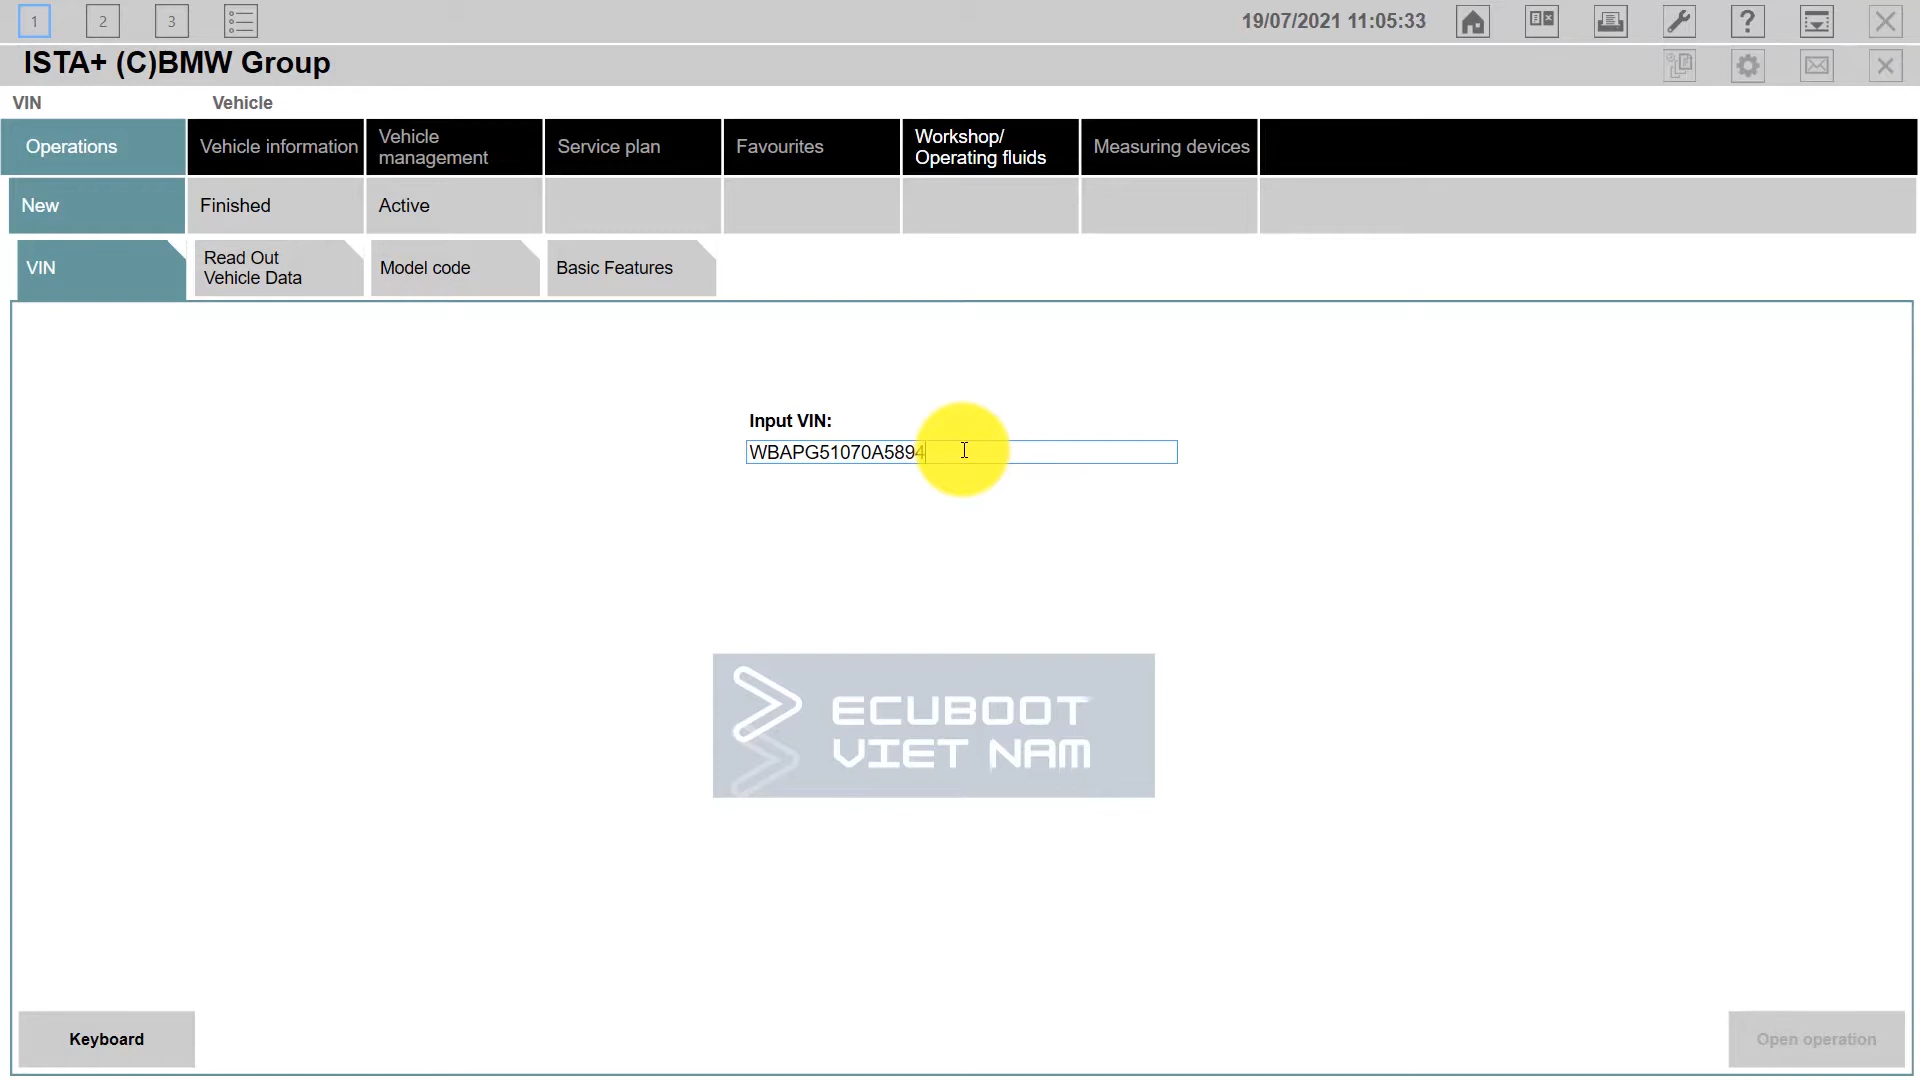 1 2 3 19/07/2021 11:05:33 ?
ISTA+ (C)BMW Group
VIN Vehicle
Operations Vehicle information Vehicle management Service plan Favourites Workshop/ Operating fluids Measuring devices
New Finished Active
VIN Read Out Vehicle Data Model code Basic Features
Input VIN:
WBAPG51070A5894
ECUBOOT
VIET NAM
Keyboard Open operation